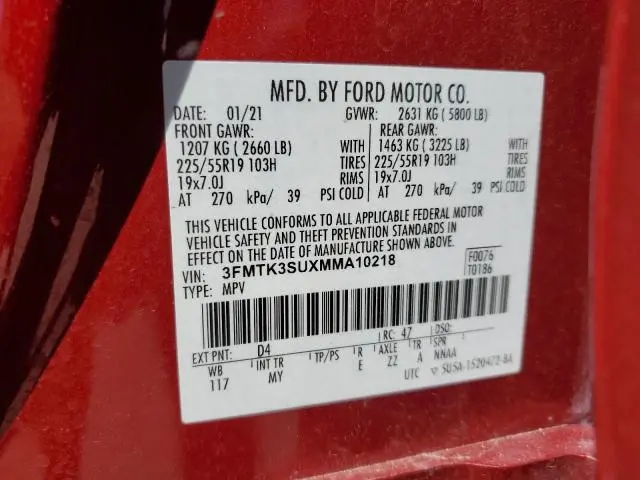 MFD. BY FORD MOTOR CO.
DATE: 01/21 GVWR: 2631 KG ( 5800 LB)
FRONT GAWR: REAR GAWR:
1207 KG ( 2660 LB) WITH 1463 KG ( 3225 LB) WITH
225/55R19 103H TIRES 225/55R19 103H TIRES
19x7.0J RIMS 19x7.0J RIMS
AT 270 kPa/ 39 PSI COLD AT 270 kPa/ 39 PSI COLD
THIS VEHICLE CONFORMS TO ALL APPLICABLE FEDERAL MOTOR
VEHICLE SAFETY AND THEFT PREVENTION STANDARDS IN
EFFECT ON THE DATE OF MANUFACTURE SHOWN ABOVE.
VIN: 3FMTK3SUXMMA10218 F0076
TYPE: MPV T0186
EXT PNT: D4 RC: 47 DSO:
WB INT TR TP/PS R AXLE TR SPR
117 MY E ZZ A NNAA
UTC ▽ 5USA-1520472-BA